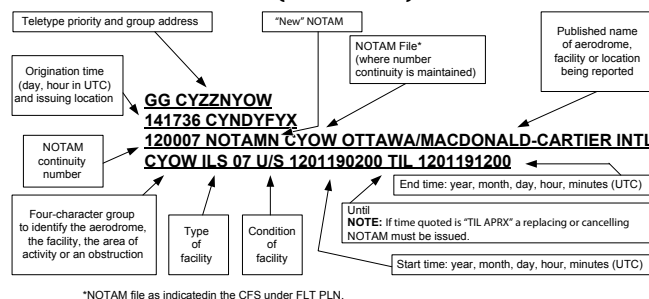 Teletype priority and group address
"New" NOTAM
Published name
of aerodrome,
facility or location
being reported
NOTAM File*
(where number
continuity is maintained)
Origination time
(day, hour in UTC)
and issuing location
GG CYZZNYOW
141736 CYNDYFYX
120007 NOTAMN CYOW OTTAWA/MACDONALD-CARTIER INTL
CYOW ILS 07 U/S 1201190200 TIL 1201191200
NOTAM
continuity
number
End time: year, month, day, hour, minutes (UTC)
Four-character group
to identify the aerodrome,
the facility, the area of
activity or an obstruction
Type
of
facility
Condition
of
facility
Until
NOTE: If time quoted is "TIL APRX" a replacing or cancelling
NOTAM must be issued.
Start time: year, month, day, hour, minutes (UTC)
*NOTAM file as indicatedin the CFS under FLT PLN.